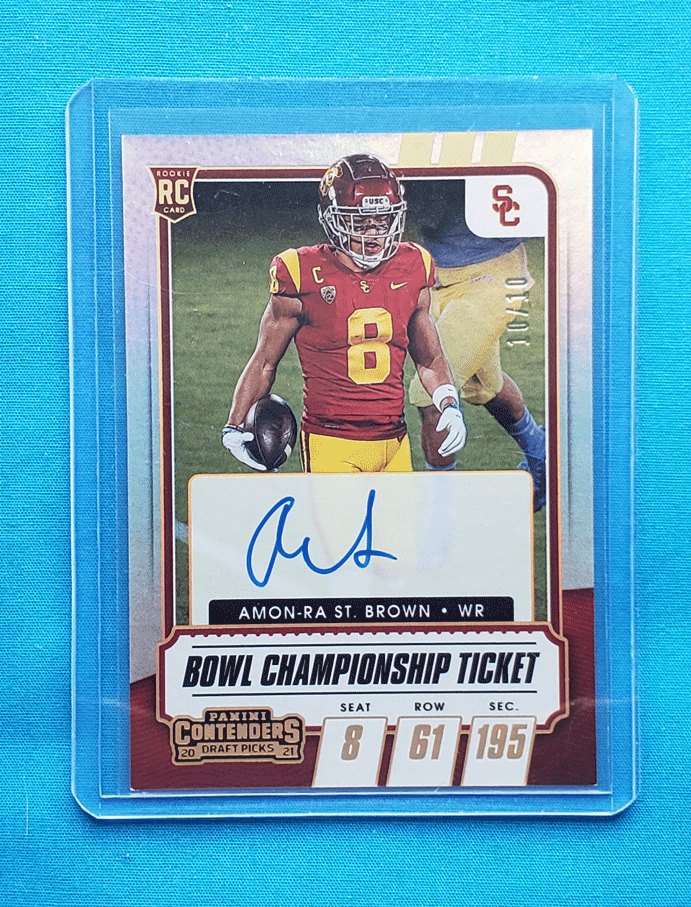 ROOKIE
RC
CARD
USC
SC
C
SC
8
10/10
AMON-RA ST. BROWN • WR
BOWL CHAMPIONSHIP TICKET
SEAT ROW SEC.
8 61 195
PANINI
CONTENDERS
20 DRAFT PICKS 21